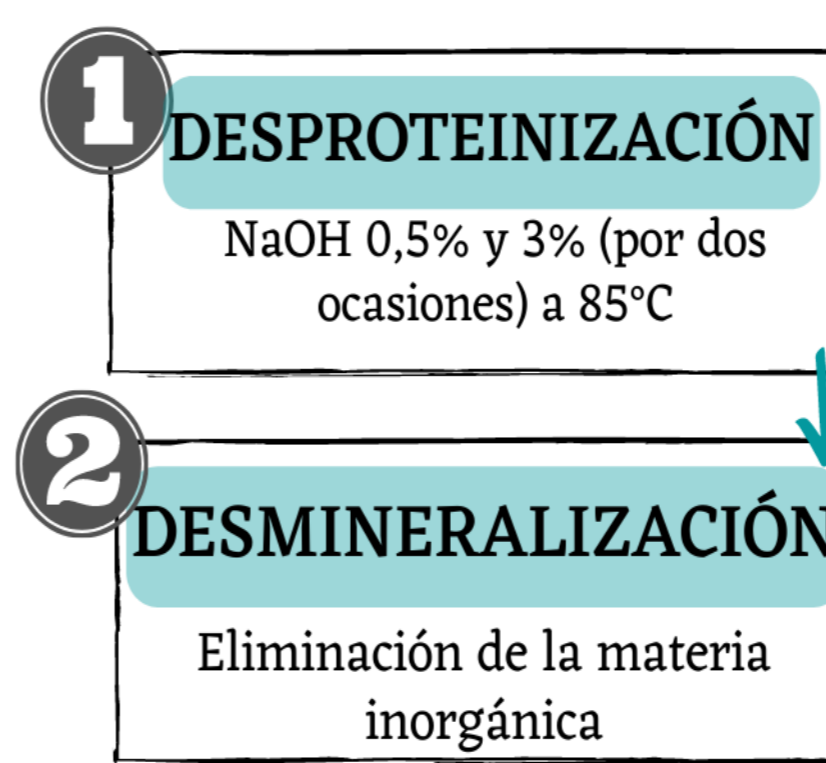 1
DESPROTEINIZACIÓN
NaOH 0,5% y 3% (por dos
ocasiones) a 85°C
2
DESMINERALIZACIÓN
Eliminación de la materia
inorgánica